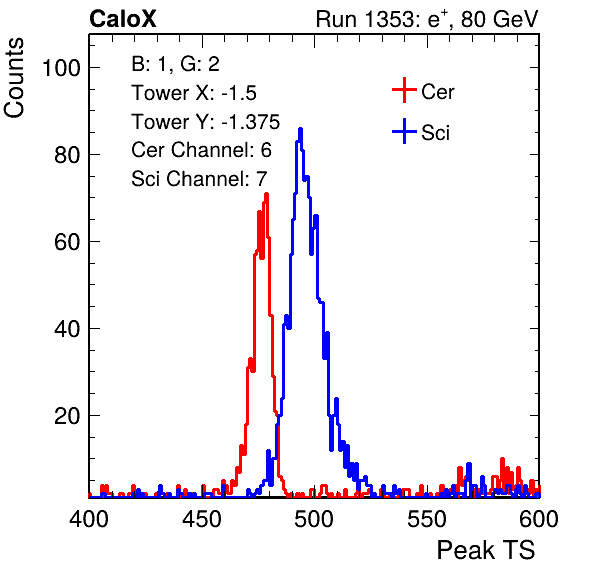 CaloX Run 1353: e⁺, 80 GeV
Counts
B: 1, G: 2
Tower X: -1.5
Tower Y: -1.375
Cer Channel: 6
Sci Channel: 7
Cer
Sci
100
80
60
40
20
400 450 500 550 600
Peak TS